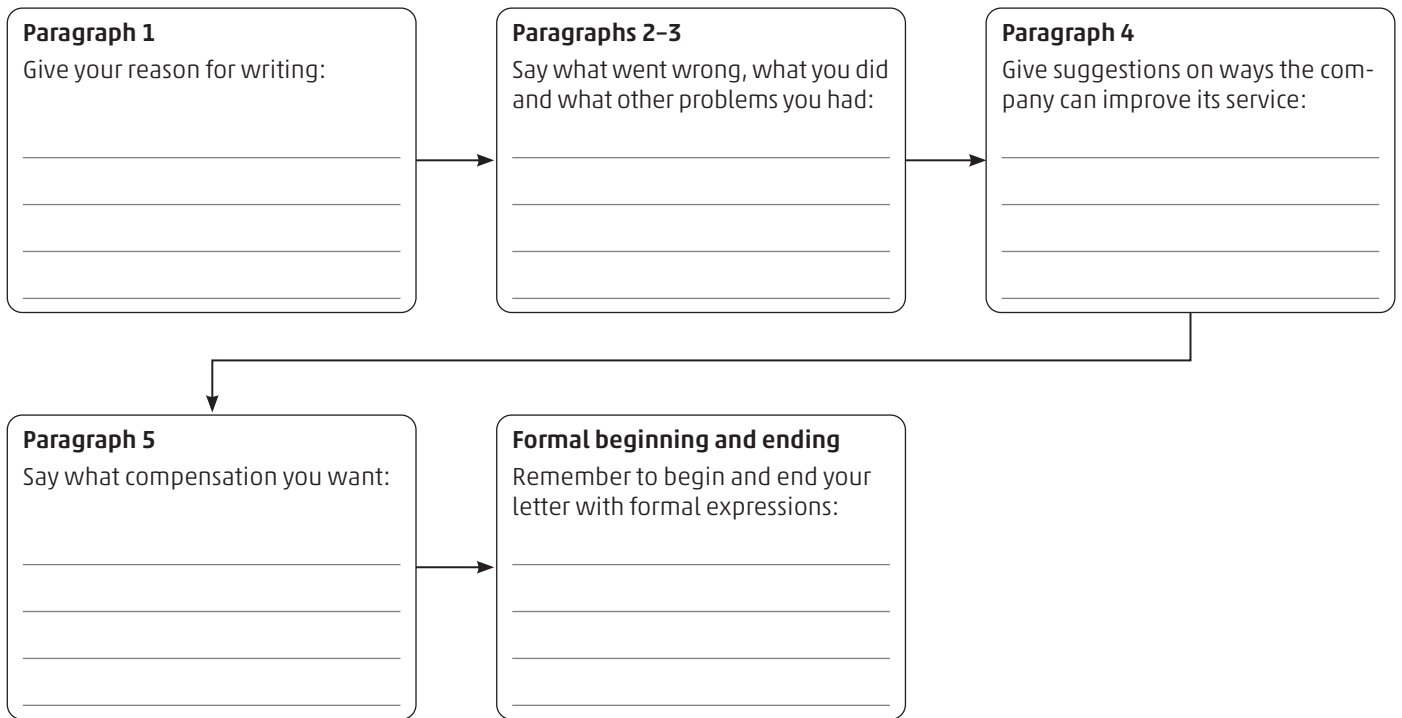 Paragraph 1
Give your reason for writing:
Paragraphs 2–3
Say what went wrong, what you did
and what other problems you had:
Paragraph 4
Give suggestions on ways the com-
pany can improve its service:
Paragraph 5
Say what compensation you want:
Formal beginning and ending
Remember to begin and end your
letter with formal expressions: